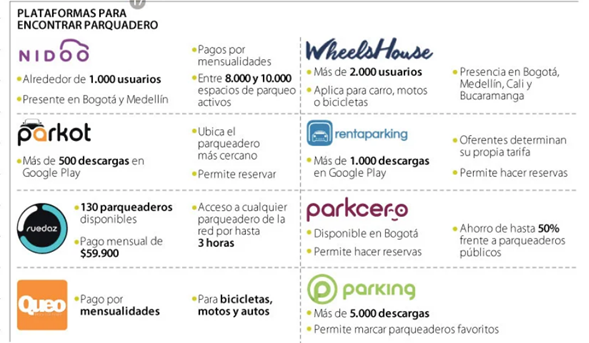 PLATAFORMAS PARA
ENCONTRAR PARQUADERO
NIDOO
Alrededor de 1.000 usuarios
Presente en Bogotá y Medellín
Pagos por
mensualidades
Entre 8.000 y 10.000
espacios de parqueo
activos
WheelsHouse
Más de 2.000 usuarios
Aplica para carro, motos
o bicicletas
Presencia en Bogotá,
Medellín, Cali y
Bucaramanga
parkot
Más de 500 descargas en
Google Play
Ubica el
parqueadero
más cercano
Permite reservar
rentaparking
Más de 1.000 descargas
en Google Play
Oferentes determinan
su propia tarifa
Permite hacer reservas
suedaz
130 parqueaderos
disponibles
Pago mensual de
$59.900
Acceso a cualquier
parqueadero de la
red por hasta
3 horas
parkcero
Disponible en Bogotá
Permite hacer reservas
Ahorro de hasta 50%
frente a parqueaderos
públicos
Queo
Pago por
mensualidades
Para bicicletas,
motos y autos
parking
Más de 5.000 descargas
Permite marcar parqueaderos favoritos